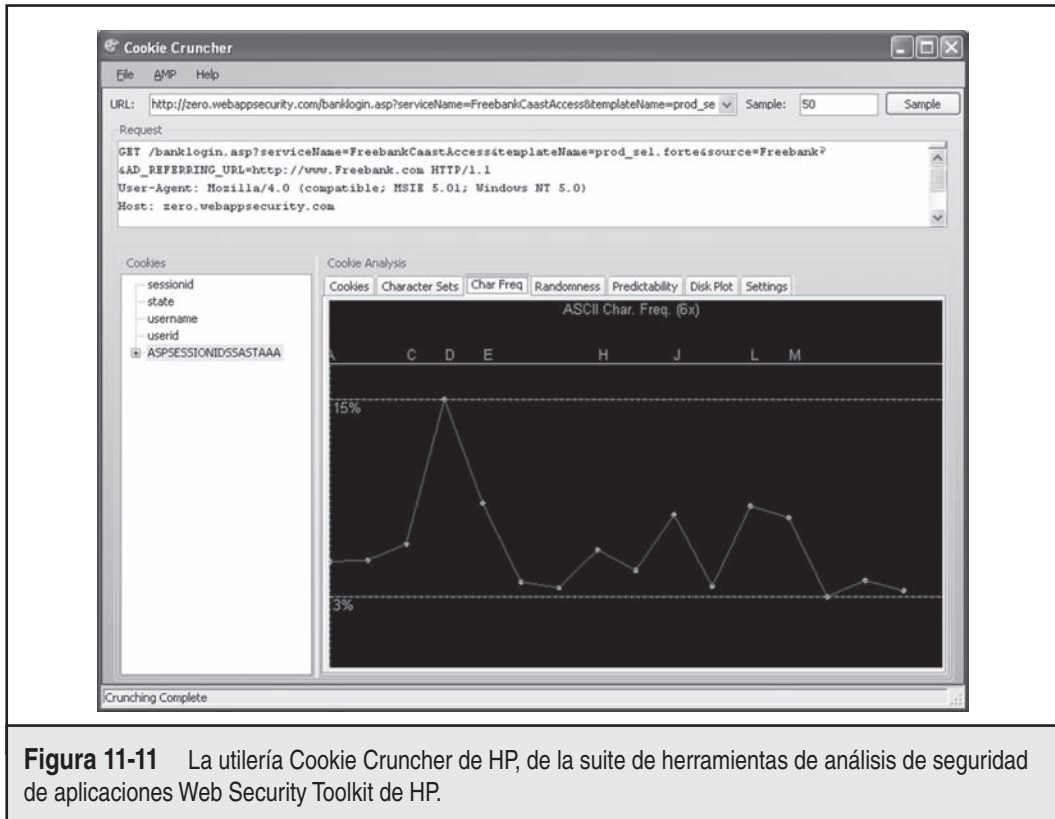 Cookie Cruncher
File AMP Help
URL: http://zero.webappsecurity.com/banklogin.asp?serviceName=FreebankCaastAccess&templateName=prod_se Sample: 50 Sample
Request
GET /banklogin.asp?serviceName=FreebankCaastAccess&templateName=prod_sel.forte&source=Freebank?
&AD_REFERRING_URL=http://www.Freebank.com HTTP/1.1
User-Agent: Mozilla/4.0 (compatible; MSIE 5.01; Windows NT 5.0)
Host: zero.webappsecurity.com
Cookies
sessionid
state
username
userid
ASPSESSIONIDSSASTAAA
Cookie Analysis
Cookies Character Sets Char Freq Randomness Predictability Disk Plot Settings
ASCII Char. Freq. (6x)
A C D E H J L M
15%
3%
Crunching Complete
Figura 11-11 La utilería Cookie Cruncher de HP, de la suite de herramientas de análisis de seguridad
de aplicaciones Web Security Toolkit de HP.